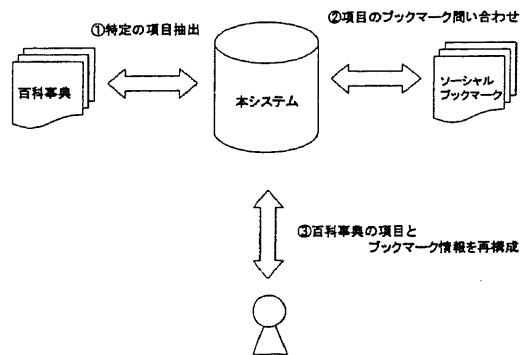 ①特定の項目抽出
②項目のブックマーク問い合わせ
百科事典
本システム
ソーシャル
ブックマーク
③百科事典の項目と
ブックマーク情報を再構成